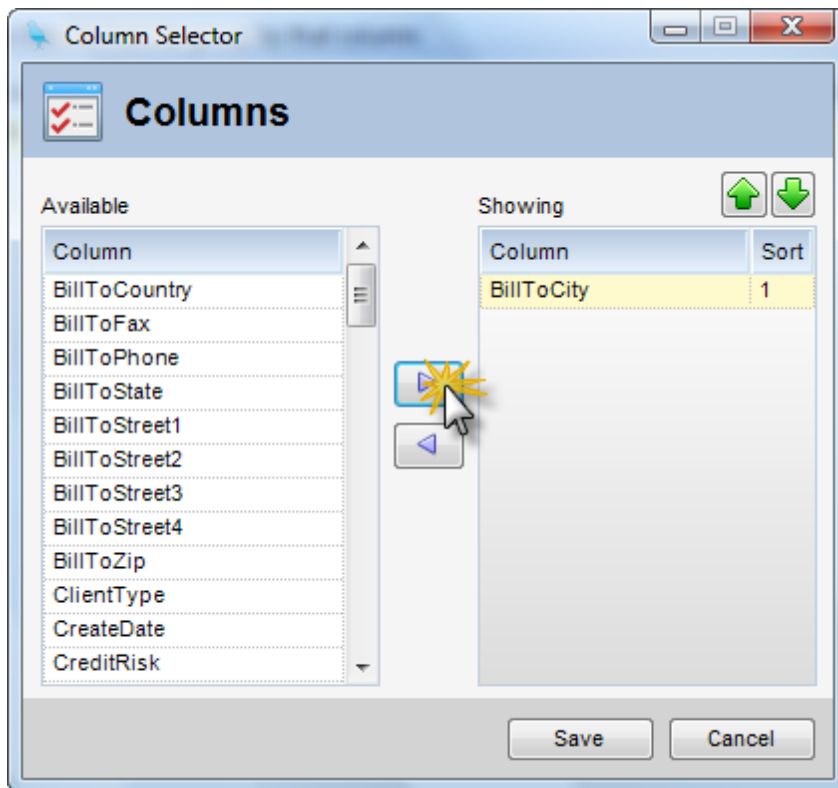 Column Selector
Columns
Available
Showing
Column
Column Sort
BillToCountry
BillToCity 1
BillToFax
BillToPhone
BillToState
BillToStreet1
BillToStreet2
BillToStreet3
BillToStreet4
BillToZip
ClientType
CreateDate
CreditRisk
Save
Cancel